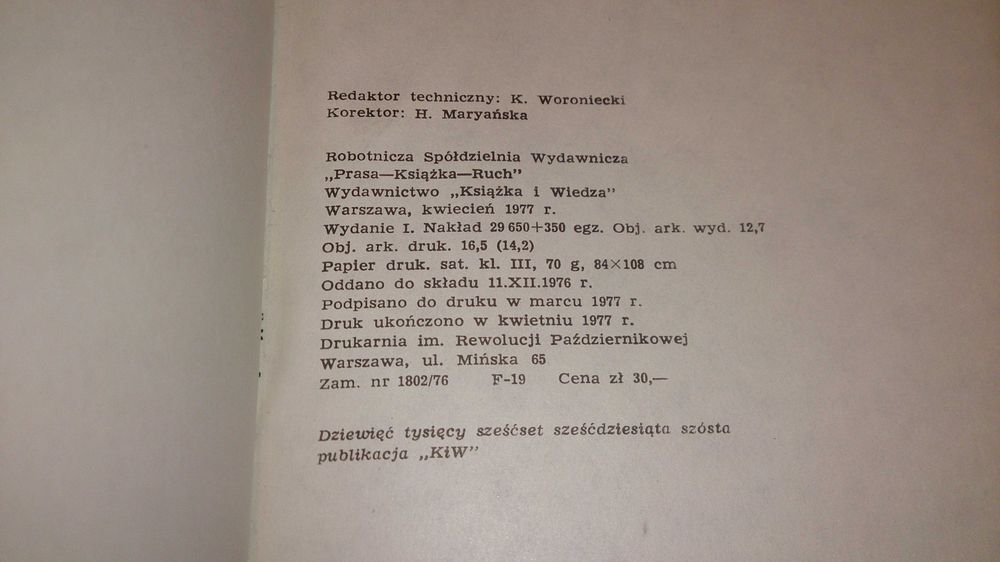 Redaktor techniczny: K. Woroniecki
Korektor: H. Maryańska
Robotnicza Spółdzielnia Wydawnicza
„Prasa—Książka—Ruch”
Wydawnictwo „Książka i Wiedza”
Warszawa, kwiecień 1977 r.
Wydanie I. Nakład 29 650+350 egz. Obj. ark. wyd. 12,7
Obj. ark. druk. 16,5 (14,2)
Papier druk. sat. kl. III, 70 g, 84×108 cm
Oddano do składu 11.XII.1976 r.
Podpisano do druku w marcu 1977 r.
Druk ukończono w kwietniu 1977 r.
Drukarnia im. Rewolucji Październikowej
Warszawa, ul. Mińska 65
Zam. nr 1802/76 F-19 Cena zł 30,—
Dziewięć tysięcy sześćset sześćdziesiąta szósta
publikacja „KiW”